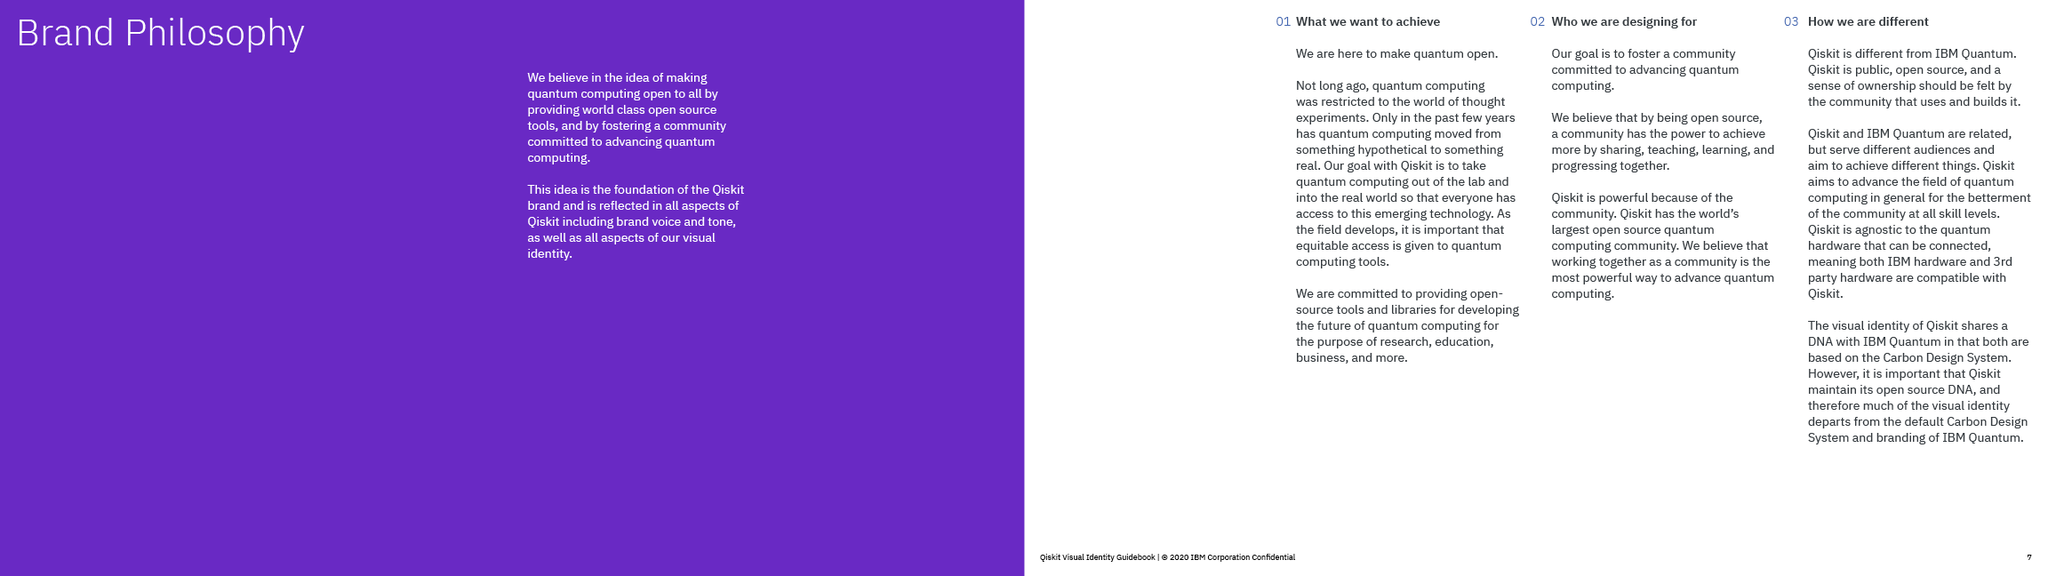 Brand Philosophy
We believe in the idea of making
quantum computing open to all by
providing world class open source
tools, and by fostering a community
committed to advancing quantum
computing.
This idea is the foundation of the Qiskit
brand and is reflected in all aspects of
Qiskit including brand voice and tone,
as well as all aspects of our visual
identity.
01 What we want to achieve
We are here to make quantum open.
Not long ago, quantum computing
was restricted to the world of thought
experiments. Only in the past few years
has quantum computing moved from
something hypothetical to something
real. Our goal with Qiskit is to take
quantum computing out of the lab and
into the real world so that everyone has
access to this emerging technology. As
the field develops, it is important that
equitable access is given to quantum
computing tools.
We are committed to providing open-
source tools and libraries for developing
the future of quantum computing for
the purpose of research, education,
business, and more.
02 Who we are designing for
Our goal is to foster a community
committed to advancing quantum
computing.
We believe that by being open source,
a community has the power to achieve
more by sharing, teaching, learning, and
progressing together.
Qiskit is powerful because of the
community. Qiskit has the world’s
largest open source quantum
computing community. We believe that
working together as a community is the
most powerful way to advance quantum
computing.
03 How we are different
Qiskit is different from IBM Quantum.
Qiskit is public, open source, and a
sense of ownership should be felt by
the community that uses and builds it.
Qiskit and IBM Quantum are related,
but serve different audiences and
aim to achieve different things. Qiskit
aims to advance the field of quantum
computing in general for the betterment
of the community at all skill levels.
Qiskit is agnostic to the quantum
hardware that can be connected,
meaning both IBM hardware and 3rd
party hardware are compatible with
Qiskit.
The visual identity of Qiskit shares a
DNA with IBM Quantum in that both are
based on the Carbon Design System.
However, it is important that Qiskit
maintain its open source DNA, and
therefore much of the visual identity
departs from the default Carbon Design
System and branding of IBM Quantum.
Qiskit Visual Identity Guidebook | © 2020 IBM Corporation Confidential
7